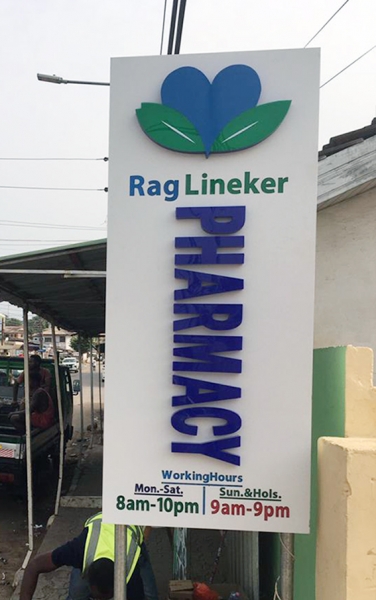 Rag Lineker
PHARMACY
WorkingHours
Mon.-Sat. Sun.&Hols.
8am-10pm 9am-9pm